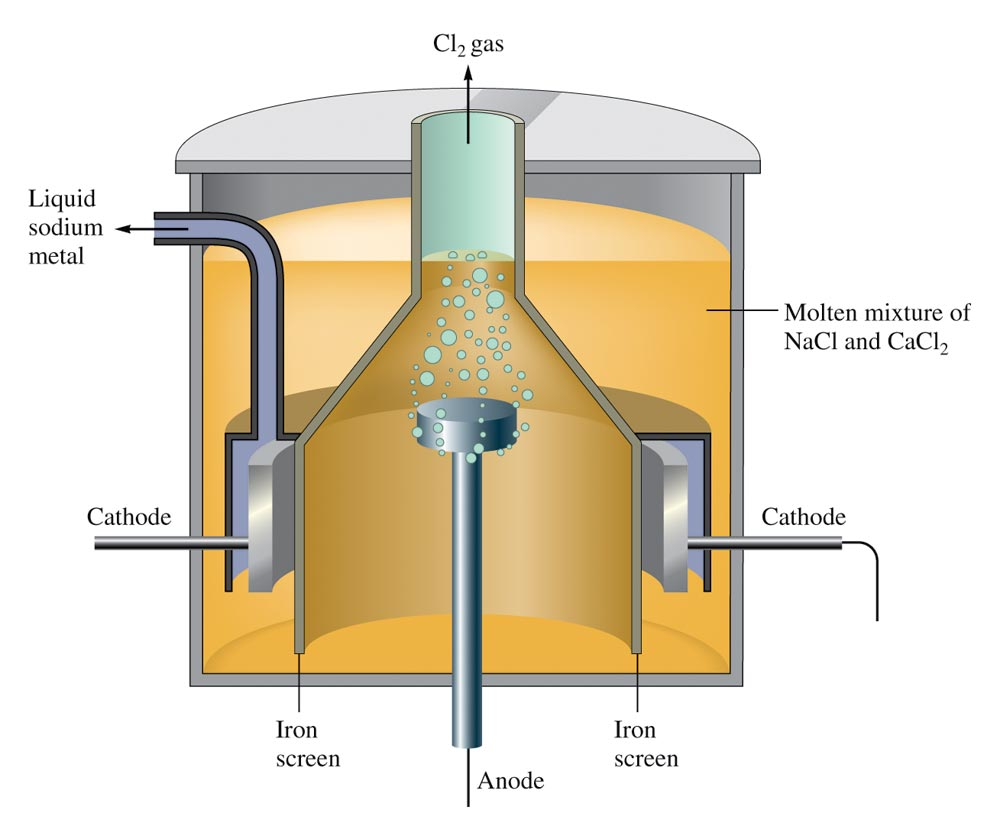 Cl₂ gas
Liquid
sodium
metal
Molten mixture of
NaCl and CaCl₂
Cathode
Cathode
Iron
screen
Iron
screen
Anode